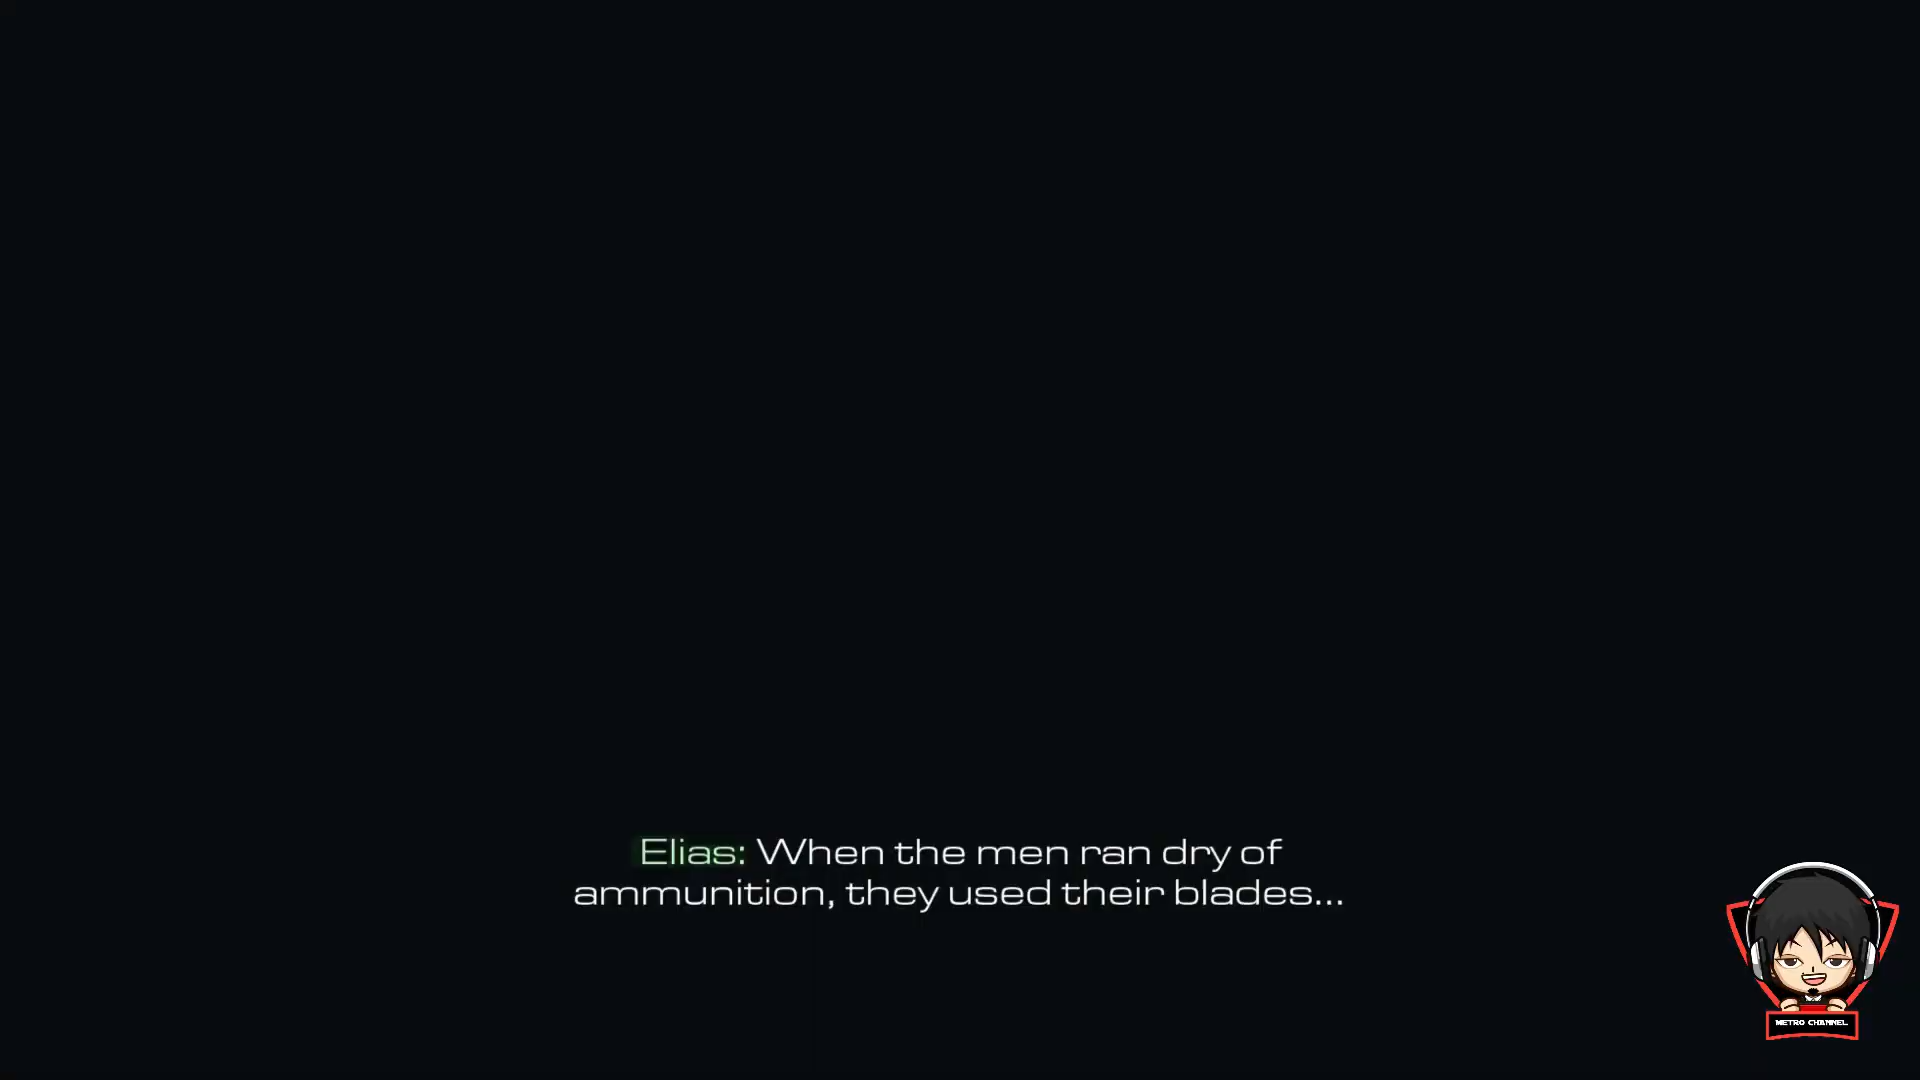 Elias: When the men ran dry of
ammunition, they used their blades...
METRO CHANNEL